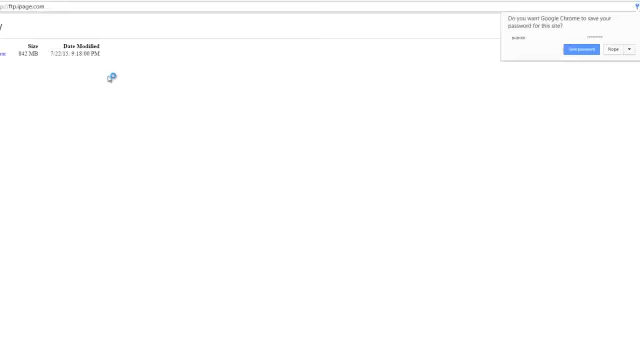 p://ftp.ipage.com
/
Size Date Modified
842 MB 7/22/15, 9:18:00 PM
Do you want Google Chrome to save your
password for this site?
********
Save password Nope